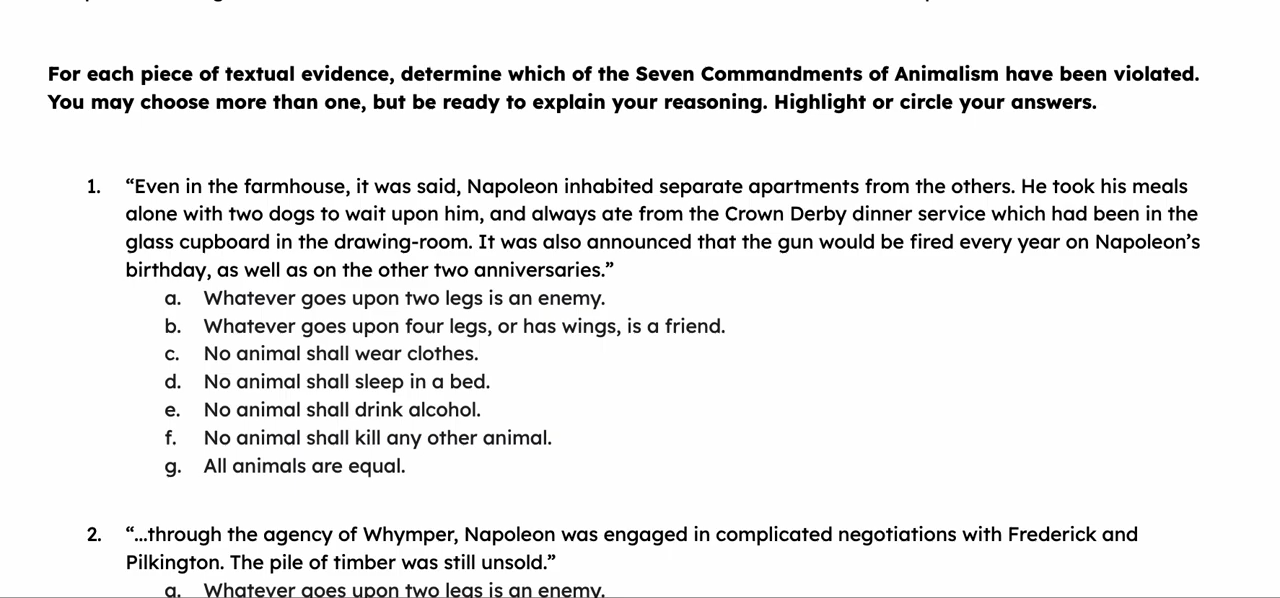 For each piece of textual evidence, determine which of the Seven Commandments of Animalism have been violated.
You may choose more than one, but be ready to explain your reasoning. Highlight or circle your answers.
1. “Even in the farmhouse, it was said, Napoleon inhabited separate apartments from the others. He took his meals
alone with two dogs to wait upon him, and always ate from the Crown Derby dinner service which had been in the
glass cupboard in the drawing-room. It was also announced that the gun would be fired every year on Napoleon’s
birthday, as well as on the other two anniversaries.”
a. Whatever goes upon two legs is an enemy.
b. Whatever goes upon four legs, or has wings, is a friend.
c. No animal shall wear clothes.
d. No animal shall sleep in a bed.
e. No animal shall drink alcohol.
f. No animal shall kill any other animal.
g. All animals are equal.
2. “...through the agency of Whymper, Napoleon was engaged in complicated negotiations with Frederick and
Pilkington. The pile of timber was still unsold.”
a. Whatever goes upon two legs is an enemy.